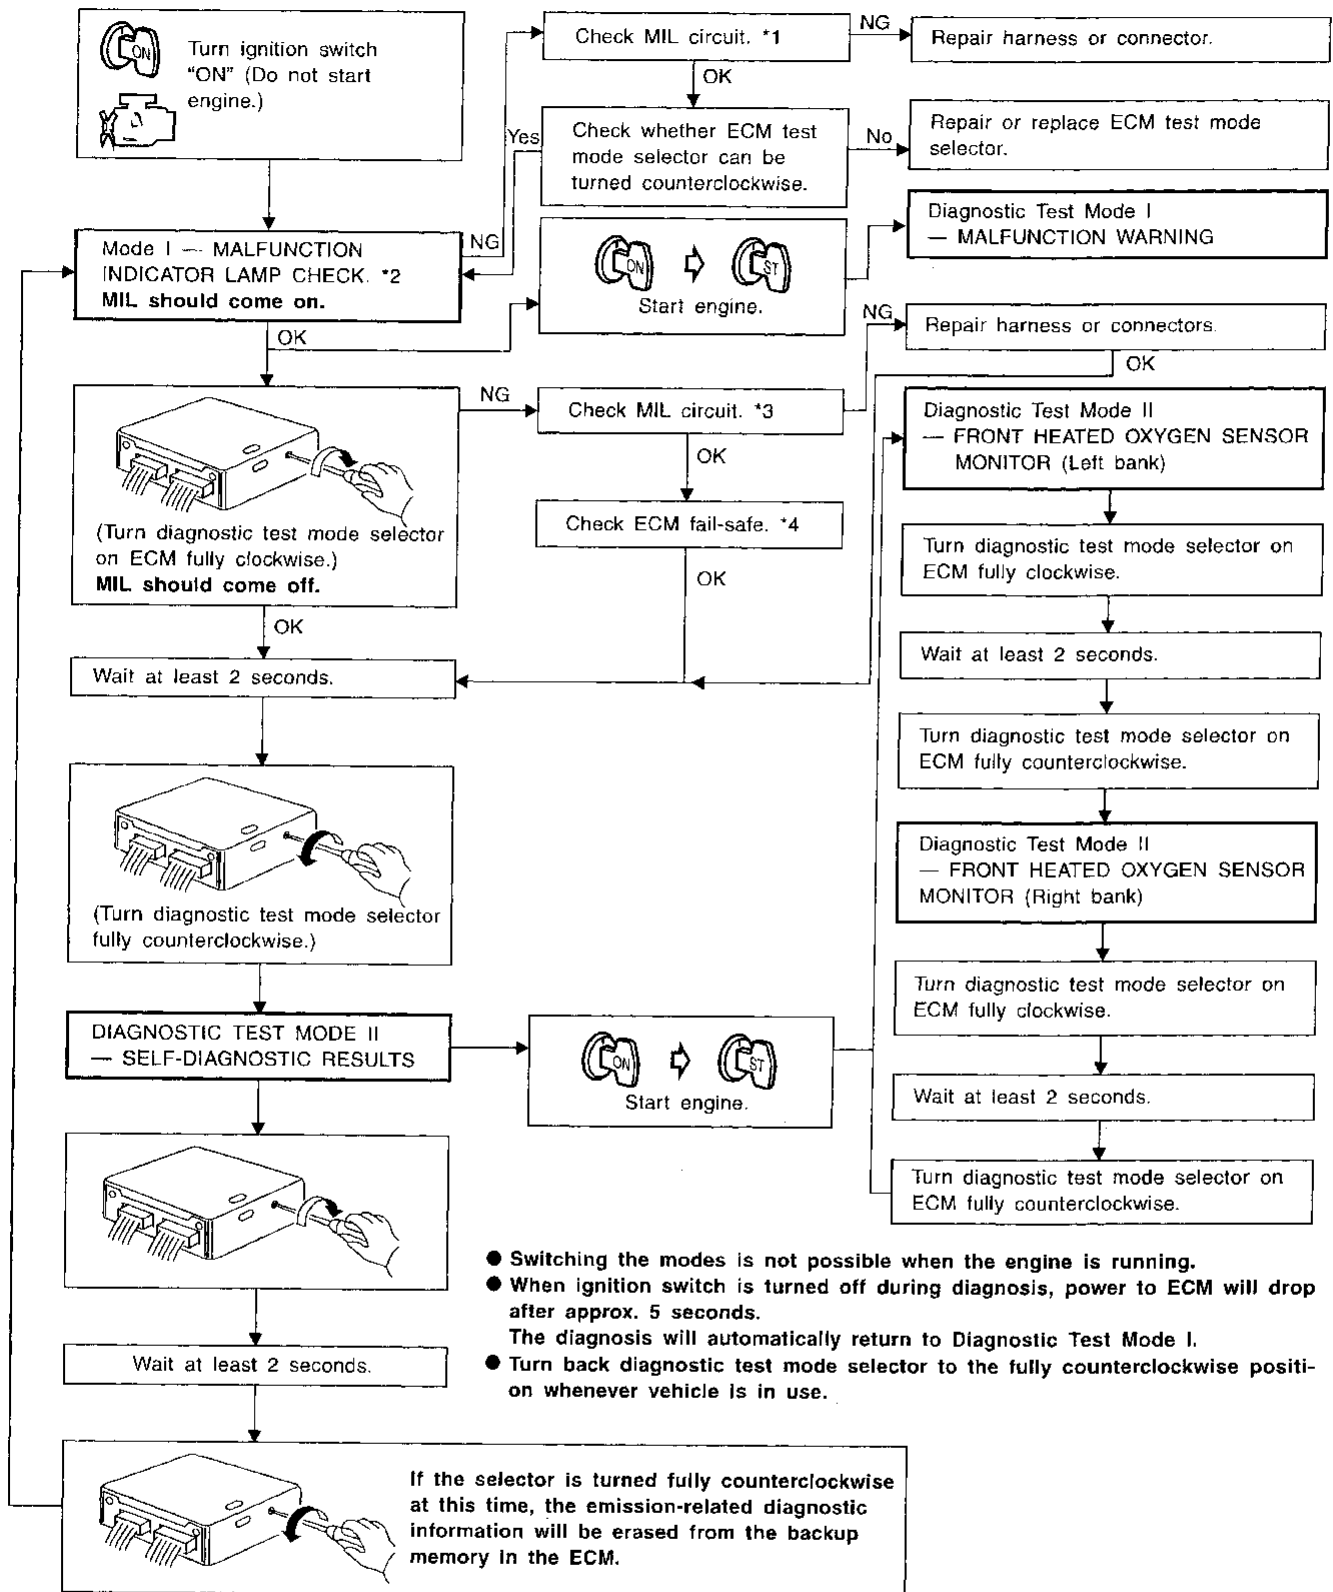 ON
Turn ignition switch
"ON" (Do not start
engine.)
Mode I — MALFUNCTION
INDICATOR LAMP CHECK. *2
MIL should come on.
NG
Yes
OK
Check MIL circuit. *1
NG
Repair harness or connector.
OK
Check whether ECM test
mode selector can be
turned counterclockwise.
No
Repair or replace ECM test mode
selector.
ON
ST
Start engine.
Diagnostic Test Mode I
— MALFUNCTION WARNING
(Turn diagnostic test mode selector
on ECM fully clockwise.)
MIL should come off.
NG
OK
Check MIL circuit. *3
NG
Repair harness or connectors.
OK
OK
Check ECM fail-safe. *4
OK
Wait at least 2 seconds.
(Turn diagnostic test mode selector
fully counterclockwise.)
DIAGNOSTIC TEST MODE II
— SELF-DIAGNOSTIC RESULTS
ON
ST
Start engine.
Diagnostic Test Mode II
— FRONT HEATED OXYGEN SENSOR
MONITOR (Left bank)
Turn diagnostic test mode selector on
ECM fully clockwise.
Wait at least 2 seconds.
Turn diagnostic test mode selector on
ECM fully counterclockwise.
Diagnostic Test Mode II
— FRONT HEATED OXYGEN SENSOR
MONITOR (Right bank)
Turn diagnostic test mode selector on
ECM fully clockwise.
Wait at least 2 seconds.
Turn diagnostic test mode selector on
ECM fully counterclockwise.
Wait at least 2 seconds.
If the selector is turned fully counterclockwise
at this time, the emission-related diagnostic
information will be erased from the backup
memory in the ECM.
● Switching the modes is not possible when the engine is running.
● When ignition switch is turned off during diagnosis, power to ECM will drop
after approx. 5 seconds.
The diagnosis will automatically return to Diagnostic Test Mode I.
● Turn back diagnostic test mode selector to the fully counterclockwise positi-
on whenever vehicle is in use.